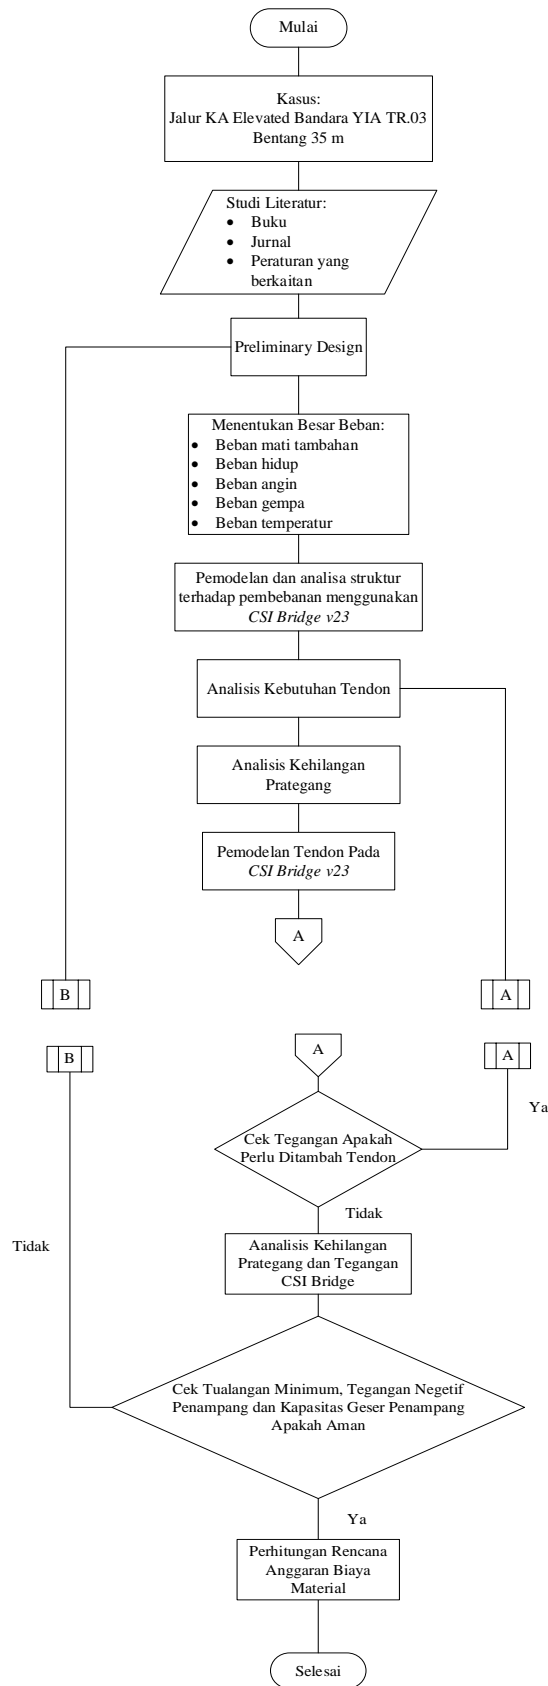 Mulai
Kasus:
Jalur KA Elevated Bandara YIA TR.03
Bentang 35 m
Studi Literatur:
• Buku
• Jurnal
• Peraturan yang
berkaitan
Preliminary Design
Menentukan Besar Beban:
• Beban mati tambahan
• Beban hidup
• Beban angin
• Beban gempa
• Beban temperatur
Pemodelan dan analisa struktur
terhadap pembebanan menggunakan
CSI Bridge v23
Analisis Kebutuhan Tendon
Analisis Kehilangan
Prategang
Pemodelan Tendon Pada
CSI Bridge v23
A
B
A
B
A
A
Ya
Cek Tegangan Apakah
Perlu Ditambah Tendon
Tidak
Tidak
Aanalisis Kehilangan
Prategang dan Tegangan
CSI Bridge
Cek Tualangan Minimum, Tegangan Negetif
Penampang dan Kapasitas Geser Penampang
Apakah Aman
Ya
Perhitungan Rencana
Anggaran Biaya
Material
Selesai